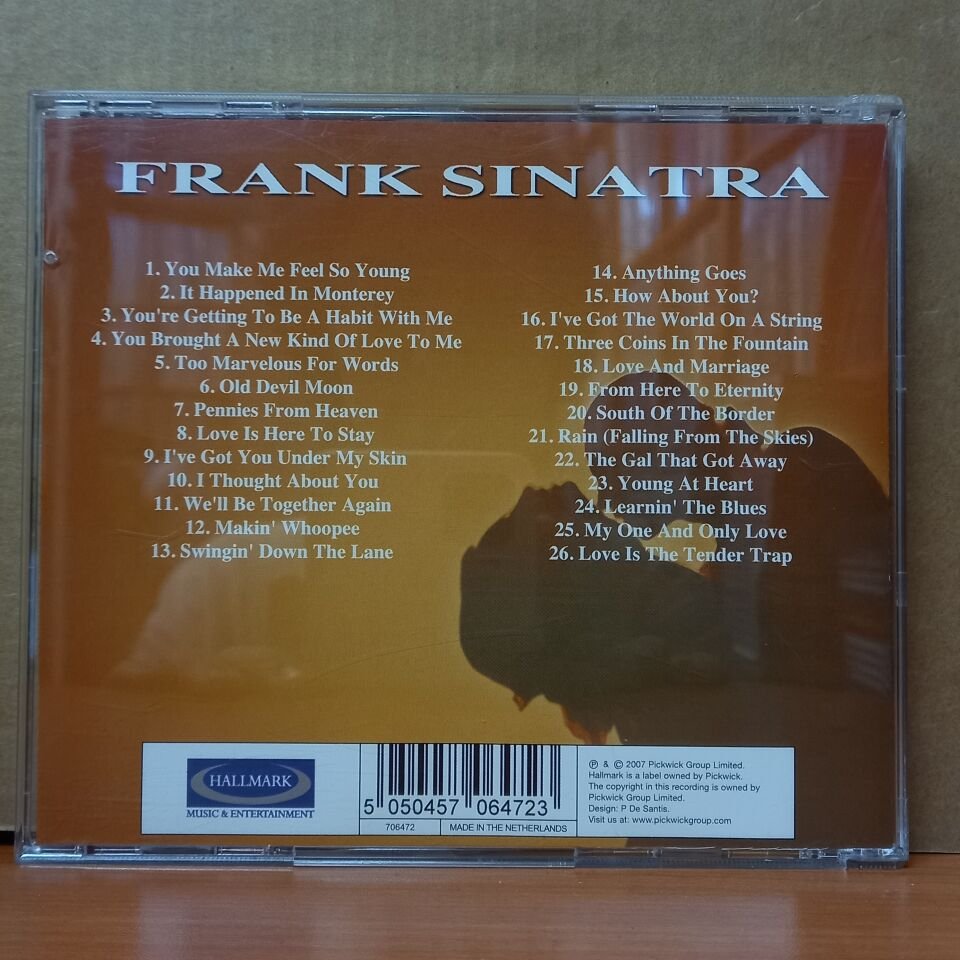 FRANK SINATRA
1. You Make Me Feel So Young
2. It Happened In Monterey
3. You're Getting To Be A Habit With Me
4. You Brought A New Kind Of Love To Me
5. Too Marvelous For Words
6. Old Devil Moon
7. Pennies From Heaven
8. Love Is Here To Stay
9. I've Got You Under My Skin
10. I Thought About You
11. We'll Be Together Again
12. Makin' Whoopee
13. Swingin' Down The Lane
14. Anything Goes
15. How About You?
16. I've Got The World On A String
17. Three Coins In The Fountain
18. Love And Marriage
19. From Here To Eternity
20. South Of The Border
21. Rain (Falling From The Skies)
22. The Gal That Got Away
23. Young At Heart
24. Learnin' The Blues
25. My One And Only Love
26. Love Is The Tender Trap
HALLMARK
MUSIC & ENTERTAINMENT
5 050457 064723
706472
MADE IN THE NETHERLANDS
℗ & © 2007 Pickwick Group Limited.
Hallmark is a label owned by Pickwick.
The copyright in this recording is owned by
Pickwick Group Limited.
Design: P De Santis.
Visit us at: www.pickwickgroup.com